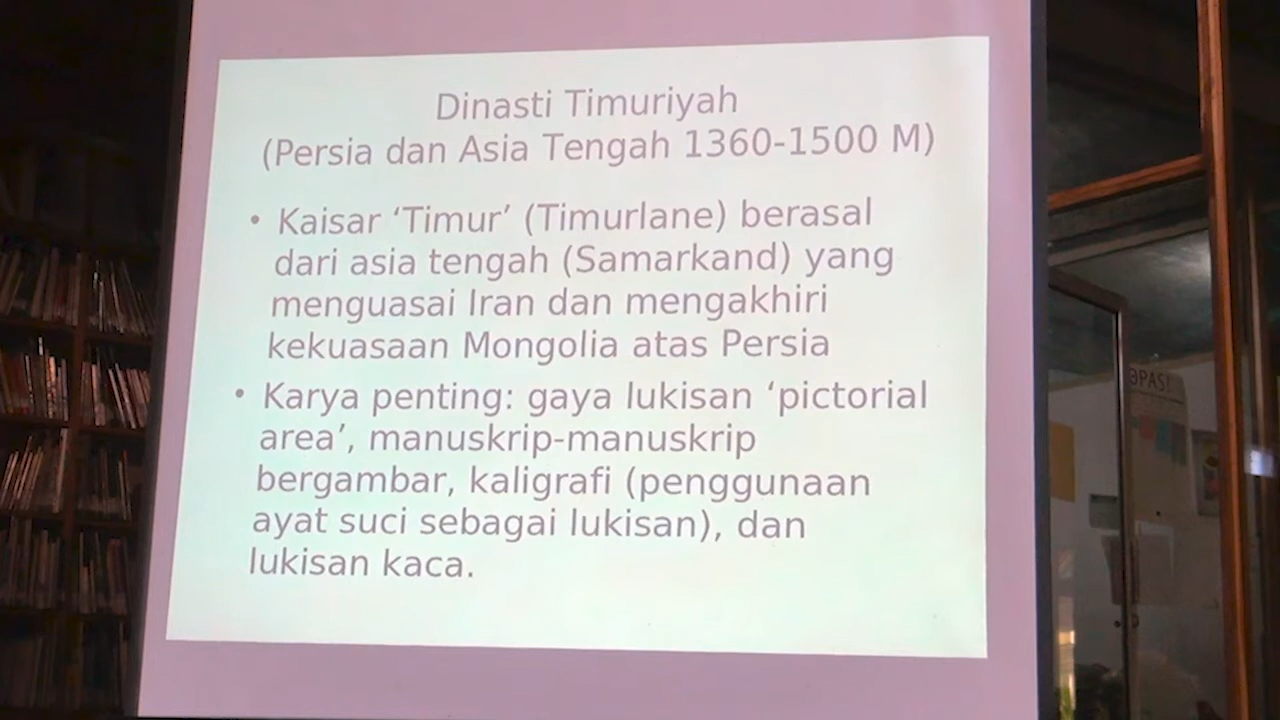 Dinasti Timuriyah
(Persia dan Asia Tengah 1360-1500 M)
• Kaisar ‘Timur’ (Timurlane) berasal
dari asia tengah (Samarkand) yang
menguasai Iran dan mengakhiri
kekuasaan Mongolia atas Persia
• Karya penting: gaya lukisan ‘pictorial
area’, manuskrip-manuskrip
bergambar, kaligrafi (penggunaan
ayat suci sebagai lukisan), dan
lukisan kaca.